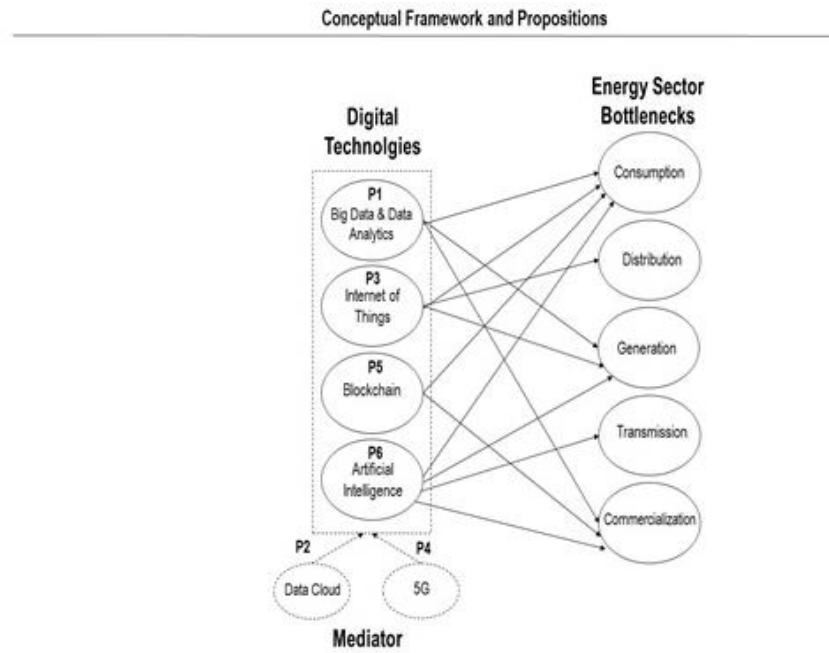 Conceptual Framework and Propositions
Energy Sector
Bottlenecks
Digital
Technolgies
P1
Big Data & Data
Analytics
P3
Internet of
Things
P5
Blockchain
P6
Artificial
Intelligence
Consumption
Distribution
Generation
Transmission
Commercialization
P2
P4
Data Cloud
5G
Mediator